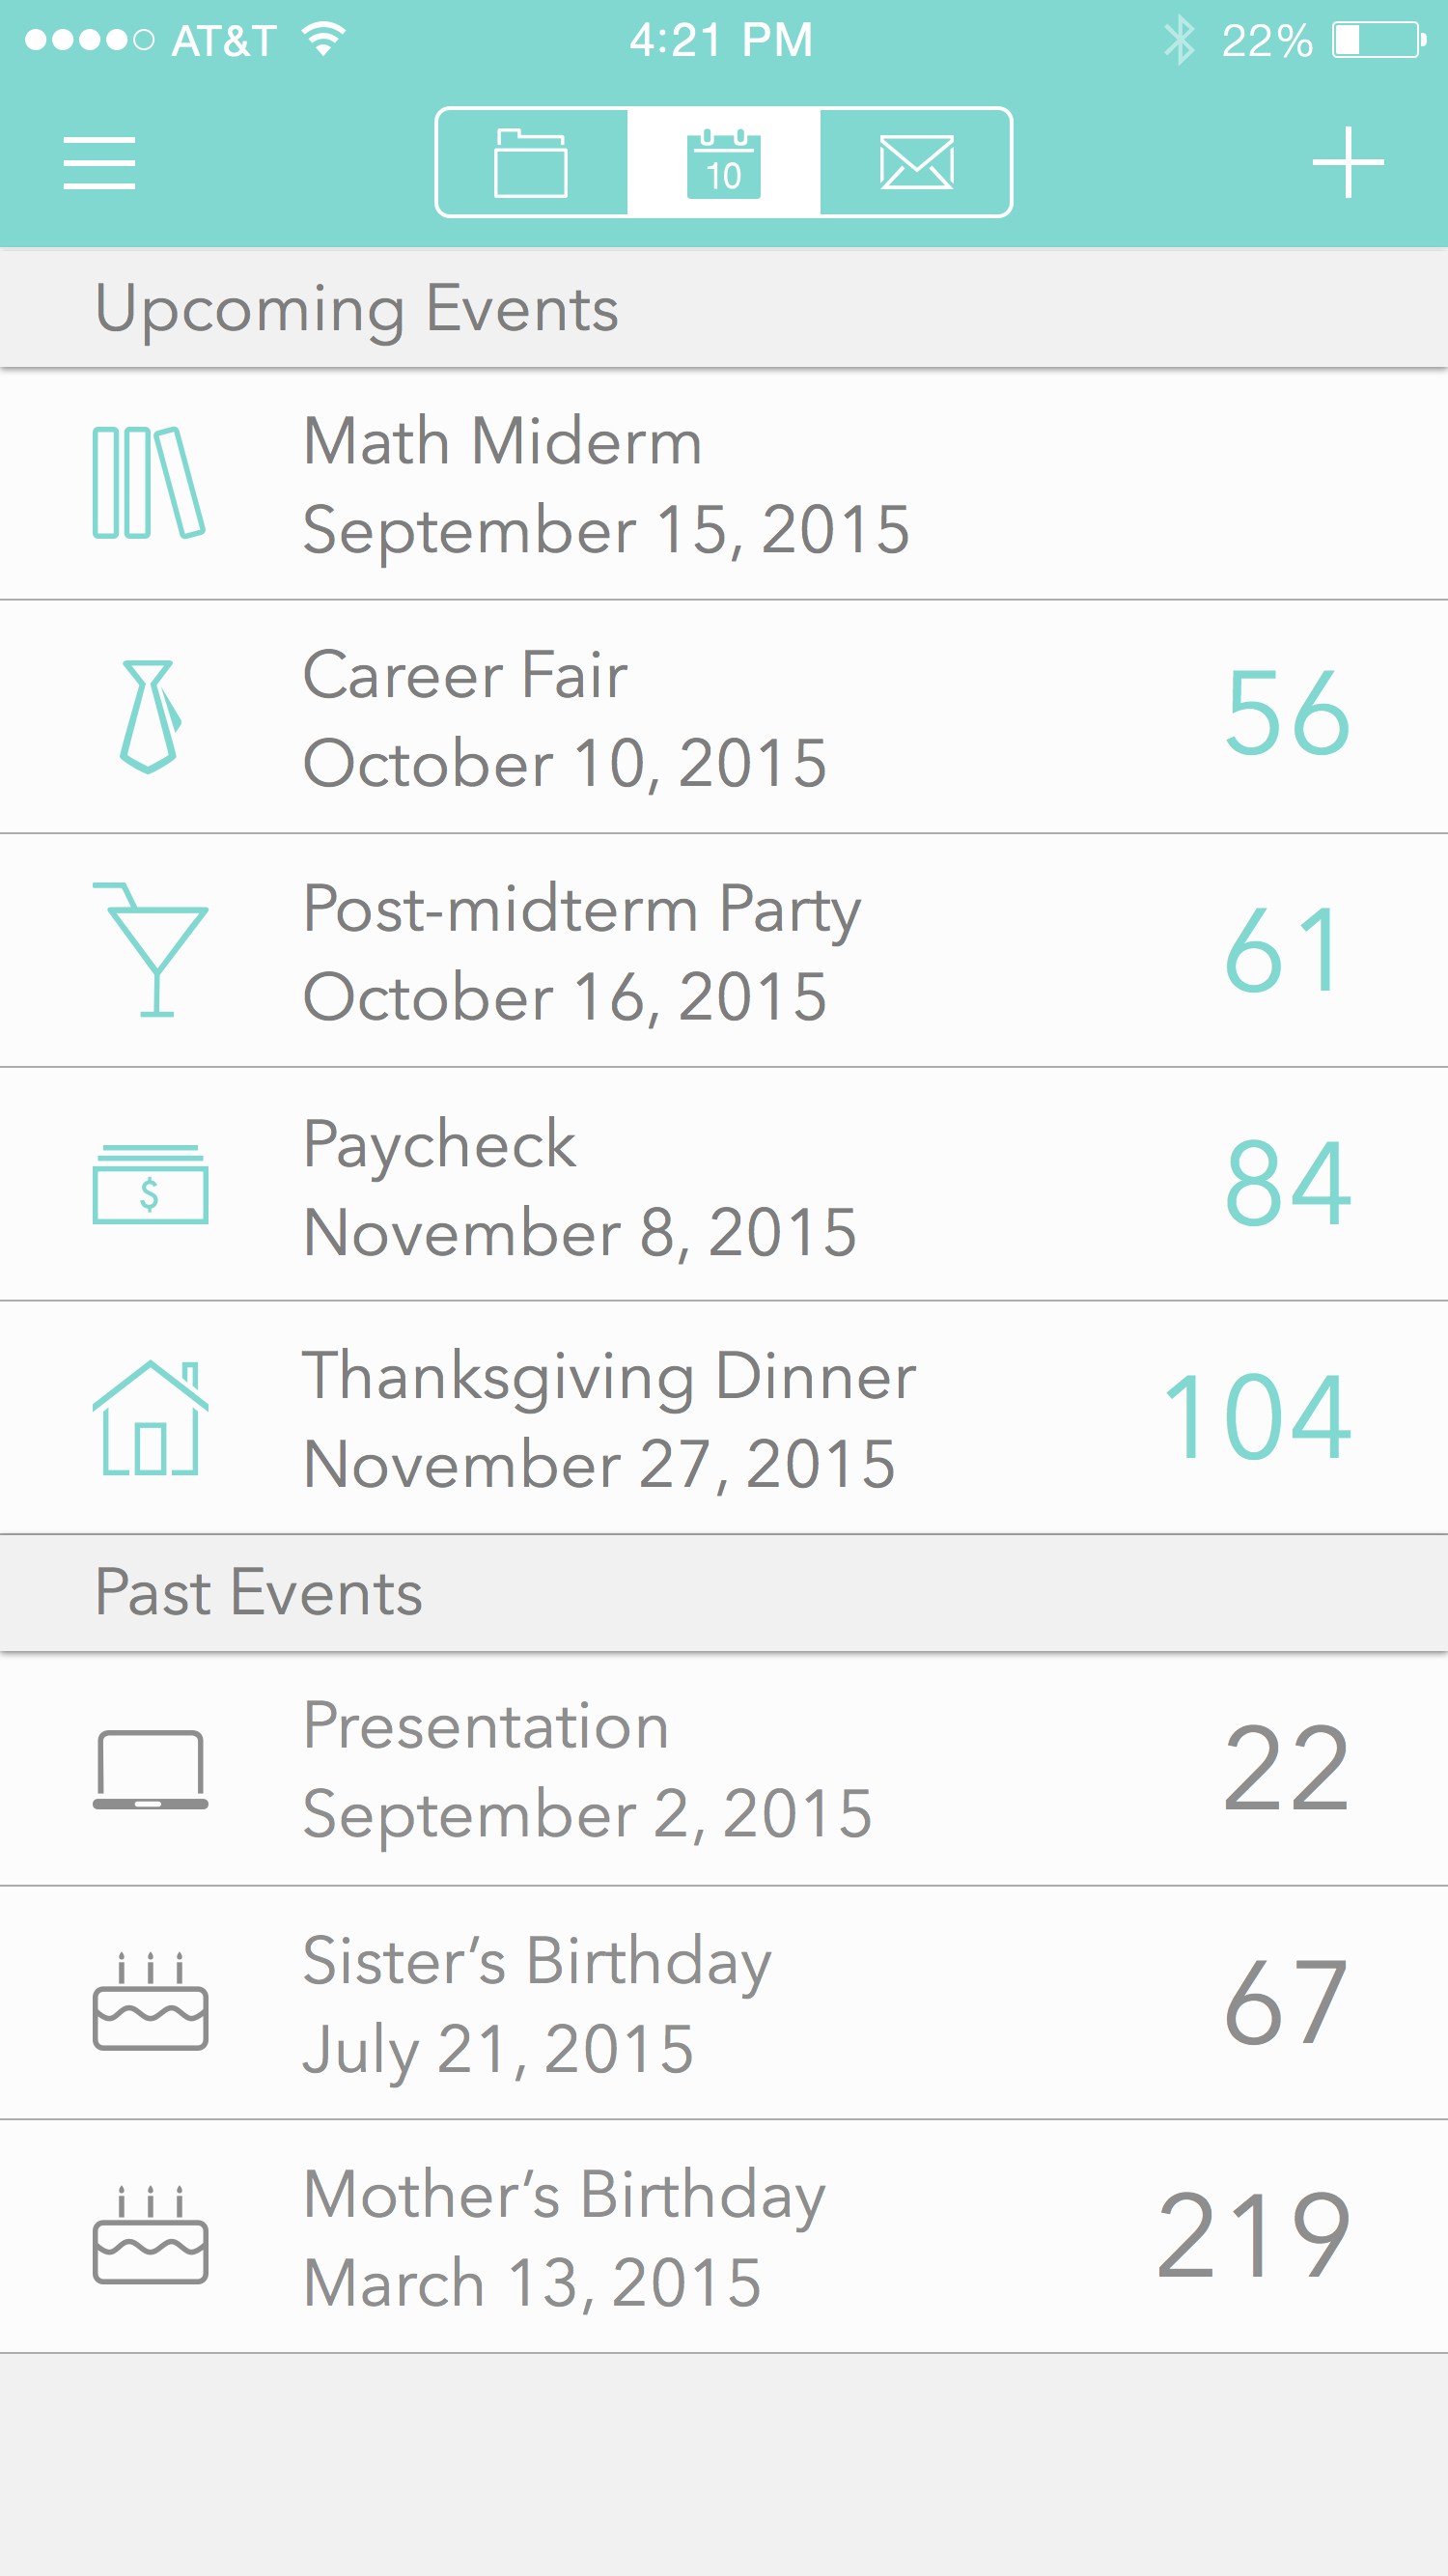 AT&T 4:21 PM 22%
10
Upcoming Events
Math Miderm
September 15, 2015
Career Fair
October 10, 2015
56
Post-midterm Party
October 16, 2015
61
$
Paycheck
November 8, 2015
84
Thanksgiving Dinner
November 27, 2015
104
Past Events
Presentation
September 2, 2015
22
Sister’s Birthday
July 21, 2015
67
Mother’s Birthday
March 13, 2015
219